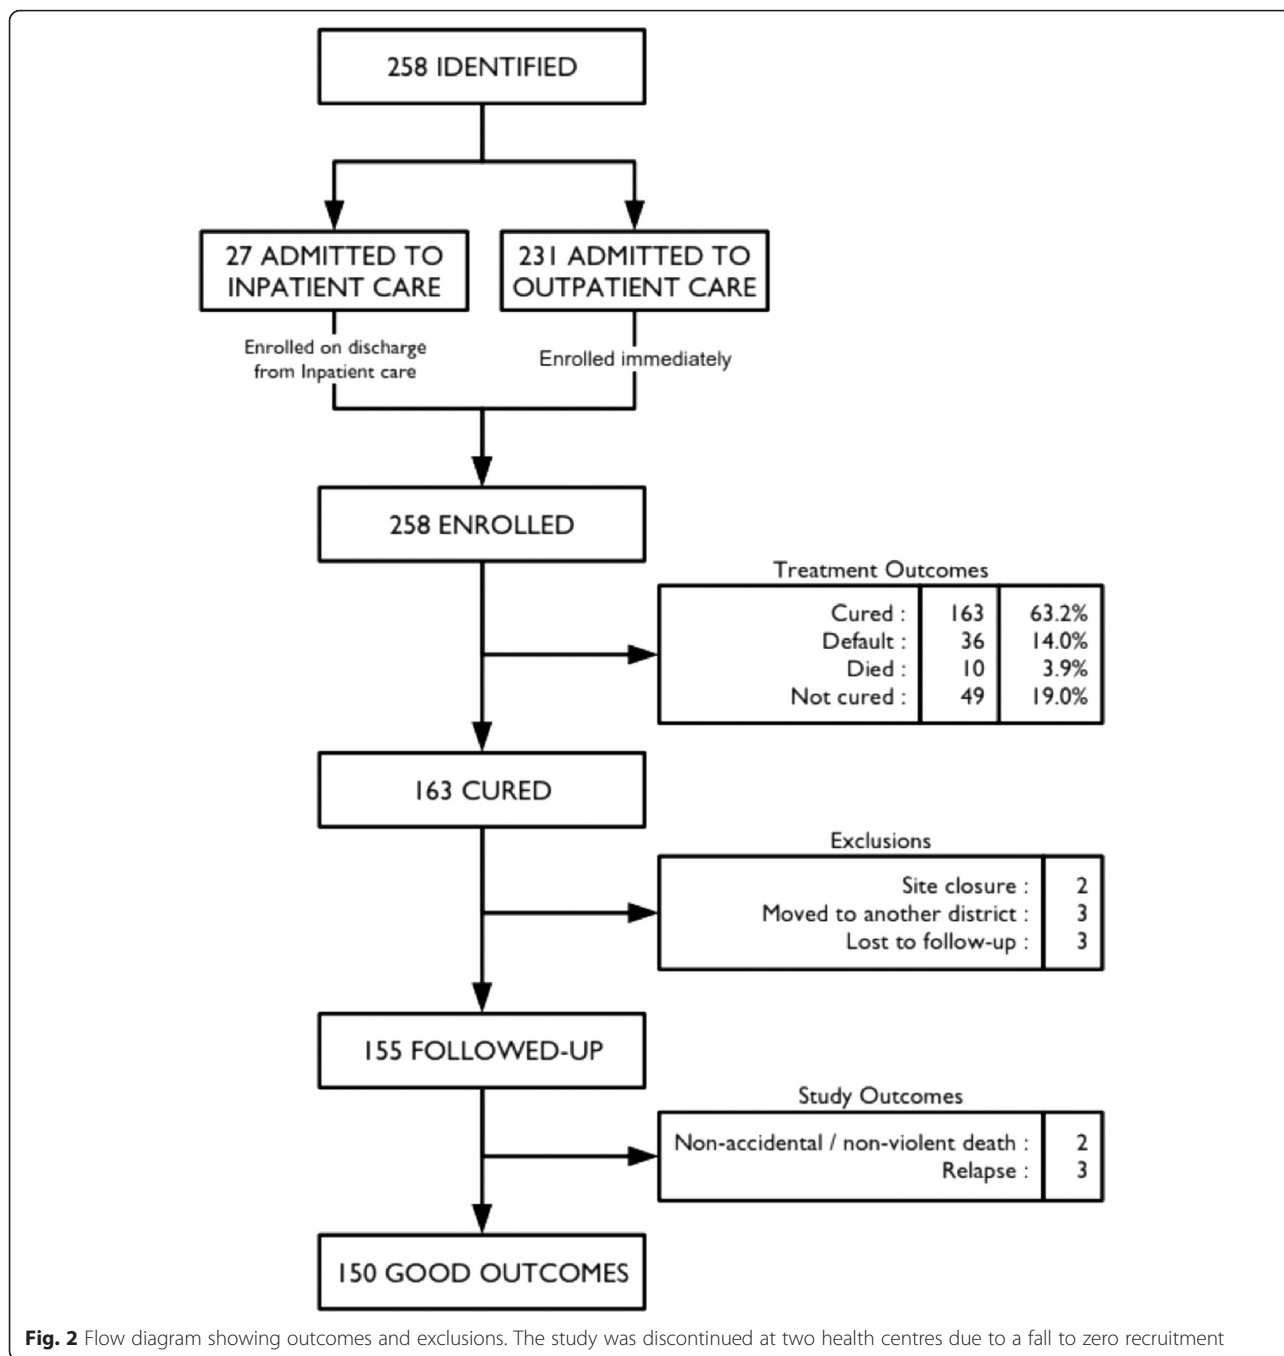 258 IDENTIFIED
27 ADMITTED TO
INPATIENT CARE
231 ADMITTED TO
OUTPATIENT CARE
Enrolled on discharge
from Inpatient care
Enrolled immediately
258 ENROLLED
Treatment Outcomes
Cured : 163 63.2%
Default : 36 14.0%
Died : 10 3.9%
Not cured : 49 19.0%
163 CURED
Exclusions
Site closure : 2
Moved to another district : 3
Lost to follow-up : 3
155 FOLLOWED-UP
Study Outcomes
Non-accidental / non-violent death : 2
Relapse : 3
150 GOOD OUTCOMES
Fig. 2 Flow diagram showing outcomes and exclusions. The study was discontinued at two health centres due to a fall to zero recruitment